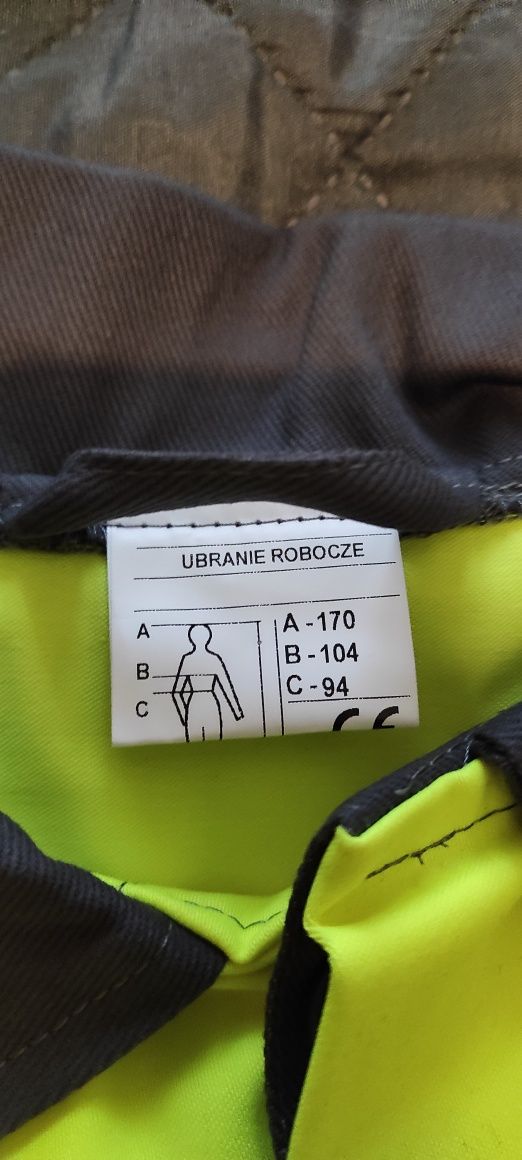 UBRANIE ROBOCZE
A
B
C
A - 170
B - 104
C - 94
CE